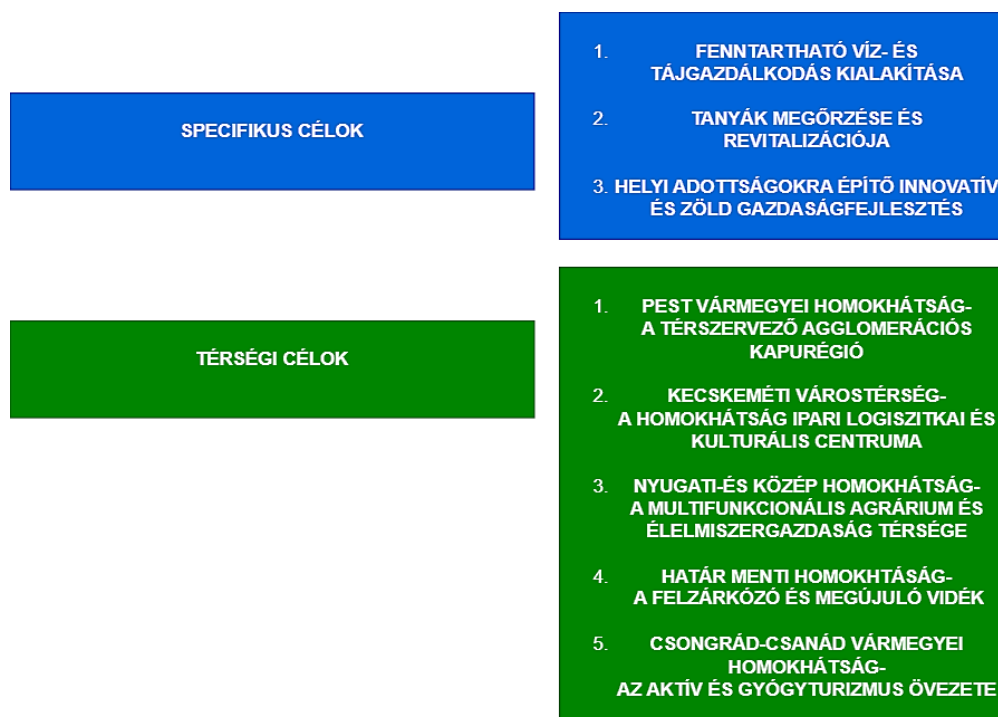 SPECIFIKUS CÉLOK
1. FENNTARTHATÓ VÍZ- ÉS
TÁJGAZDÁLKODÁS KIALAKÍTÁSA
2. TANYÁK MEGŐRZÉSE ÉS
REVITALIZÁCIÓJA
3. HELYI ADOTTSÁGOKRA ÉPÍTŐ INNOVATÍV
ÉS ZÖLD GAZDASÁGFEJLESZTÉS
TÉRSÉGI CÉLOK
1. PEST VÁRMEGYEI HOMOKHÁTSÁG-
A TÉRSZERVEZŐ AGGLOMERÁCIÓS
KAPURÉGIÓ
2. KECSKEMÉTI VÁROSTÉRSÉG-
A HOMOKHÁTSÁG IPARI LOGISZITKAI ÉS
KULTURÁLIS CENTRUMA
3. NYUGATI-ÉS KÖZÉP HOMOKHÁTSÁG-
A MULTIFUNKCIONÁLIS AGRÁRIUM ÉS
ÉLELMISZERGAZDASÁG TÉRSÉGE
4. HATÁR MENTI HOMOKHTÁSÁG-
A FELZÁRKÓZÓ ÉS MEGÚJULÓ VIDÉK
5. CSONGRÁD-CSANÁD VÁRMEGYEI
HOMOKHÁTSÁG-
AZ AKTÍV ÉS GYÓGYTURIZMUS ÖVEZETE